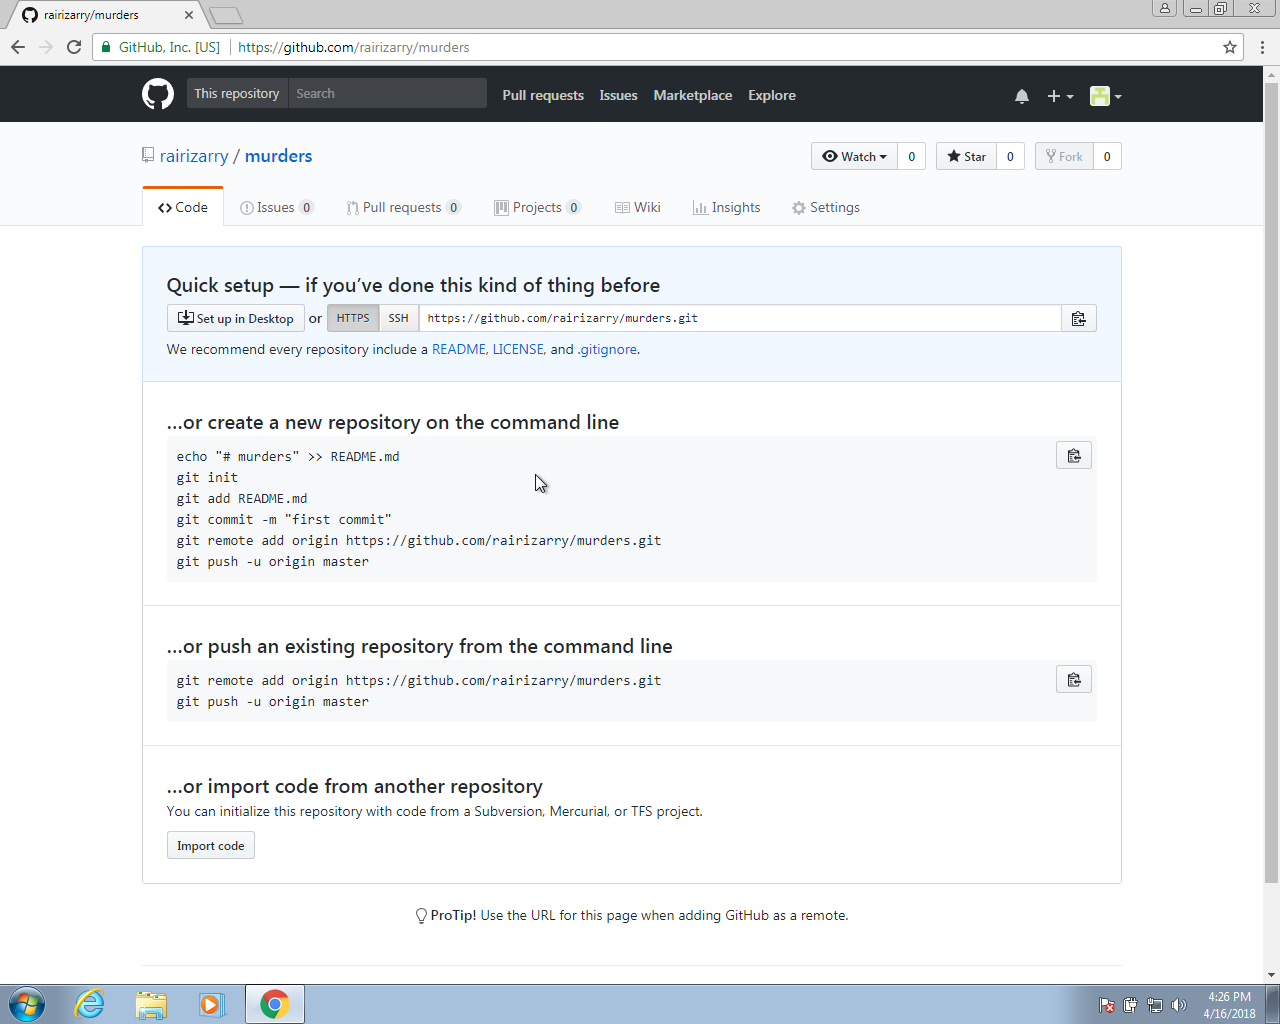 rairizarry/murders
GitHub, Inc. [US] https://github.com/rairizarry/murders
This repository Search Pull requests Issues Marketplace Explore
rairizarry / murders
Watch 0 Star 0 Fork 0
Code Issues 0 Pull requests 0 Projects 0 Wiki Insights Settings
Quick setup — if you’ve done this kind of thing before
Set up in Desktop or HTTPS SSH https://github.com/rairizarry/murders.git
We recommend every repository include a README, LICENSE, and .gitignore.
…or create a new repository on the command line
echo "# murders" >> README.md
git init
git add README.md
git commit -m "first commit"
git remote add origin https://github.com/rairizarry/murders.git
git push -u origin master
…or push an existing repository from the command line
git remote add origin https://github.com/rairizarry/murders.git
git push -u origin master
…or import code from another repository
You can initialize this repository with code from a Subversion, Mercurial, or TFS project.
Import code
ProTip! Use the URL for this page when adding GitHub as a remote.
4:26 PM
4/16/2018